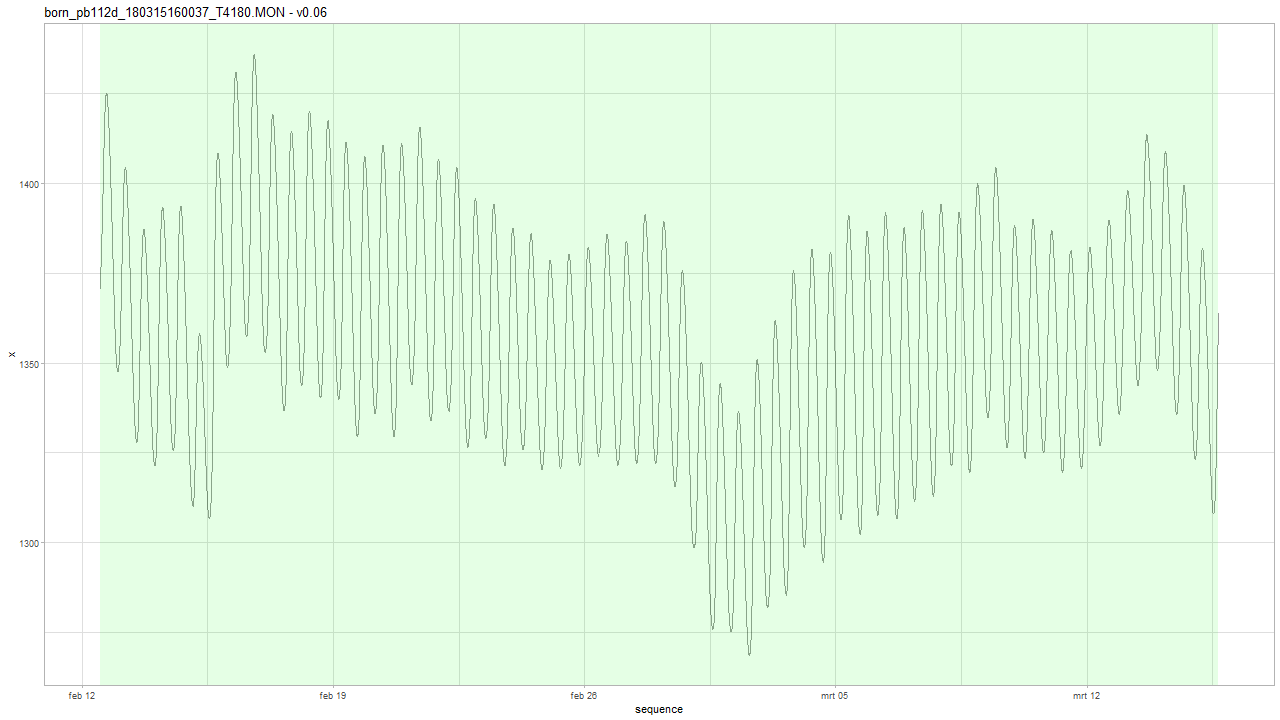 born_pb112d_180315160037_T4180.MON - v0.06
1400
1350
1300
x
feb 12
feb 19
feb 26
mrt 05
mrt 12
sequence